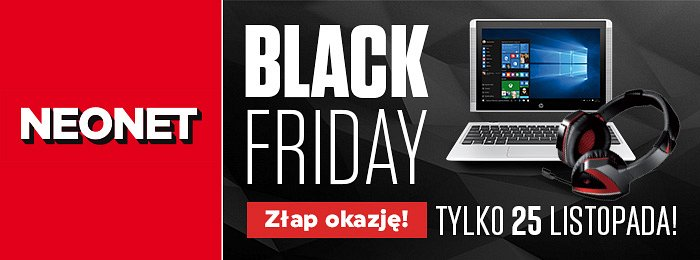 NEONET
BLACK
FRIDAY
Złap okazję!
TYLKO 25 LISTOPADA!